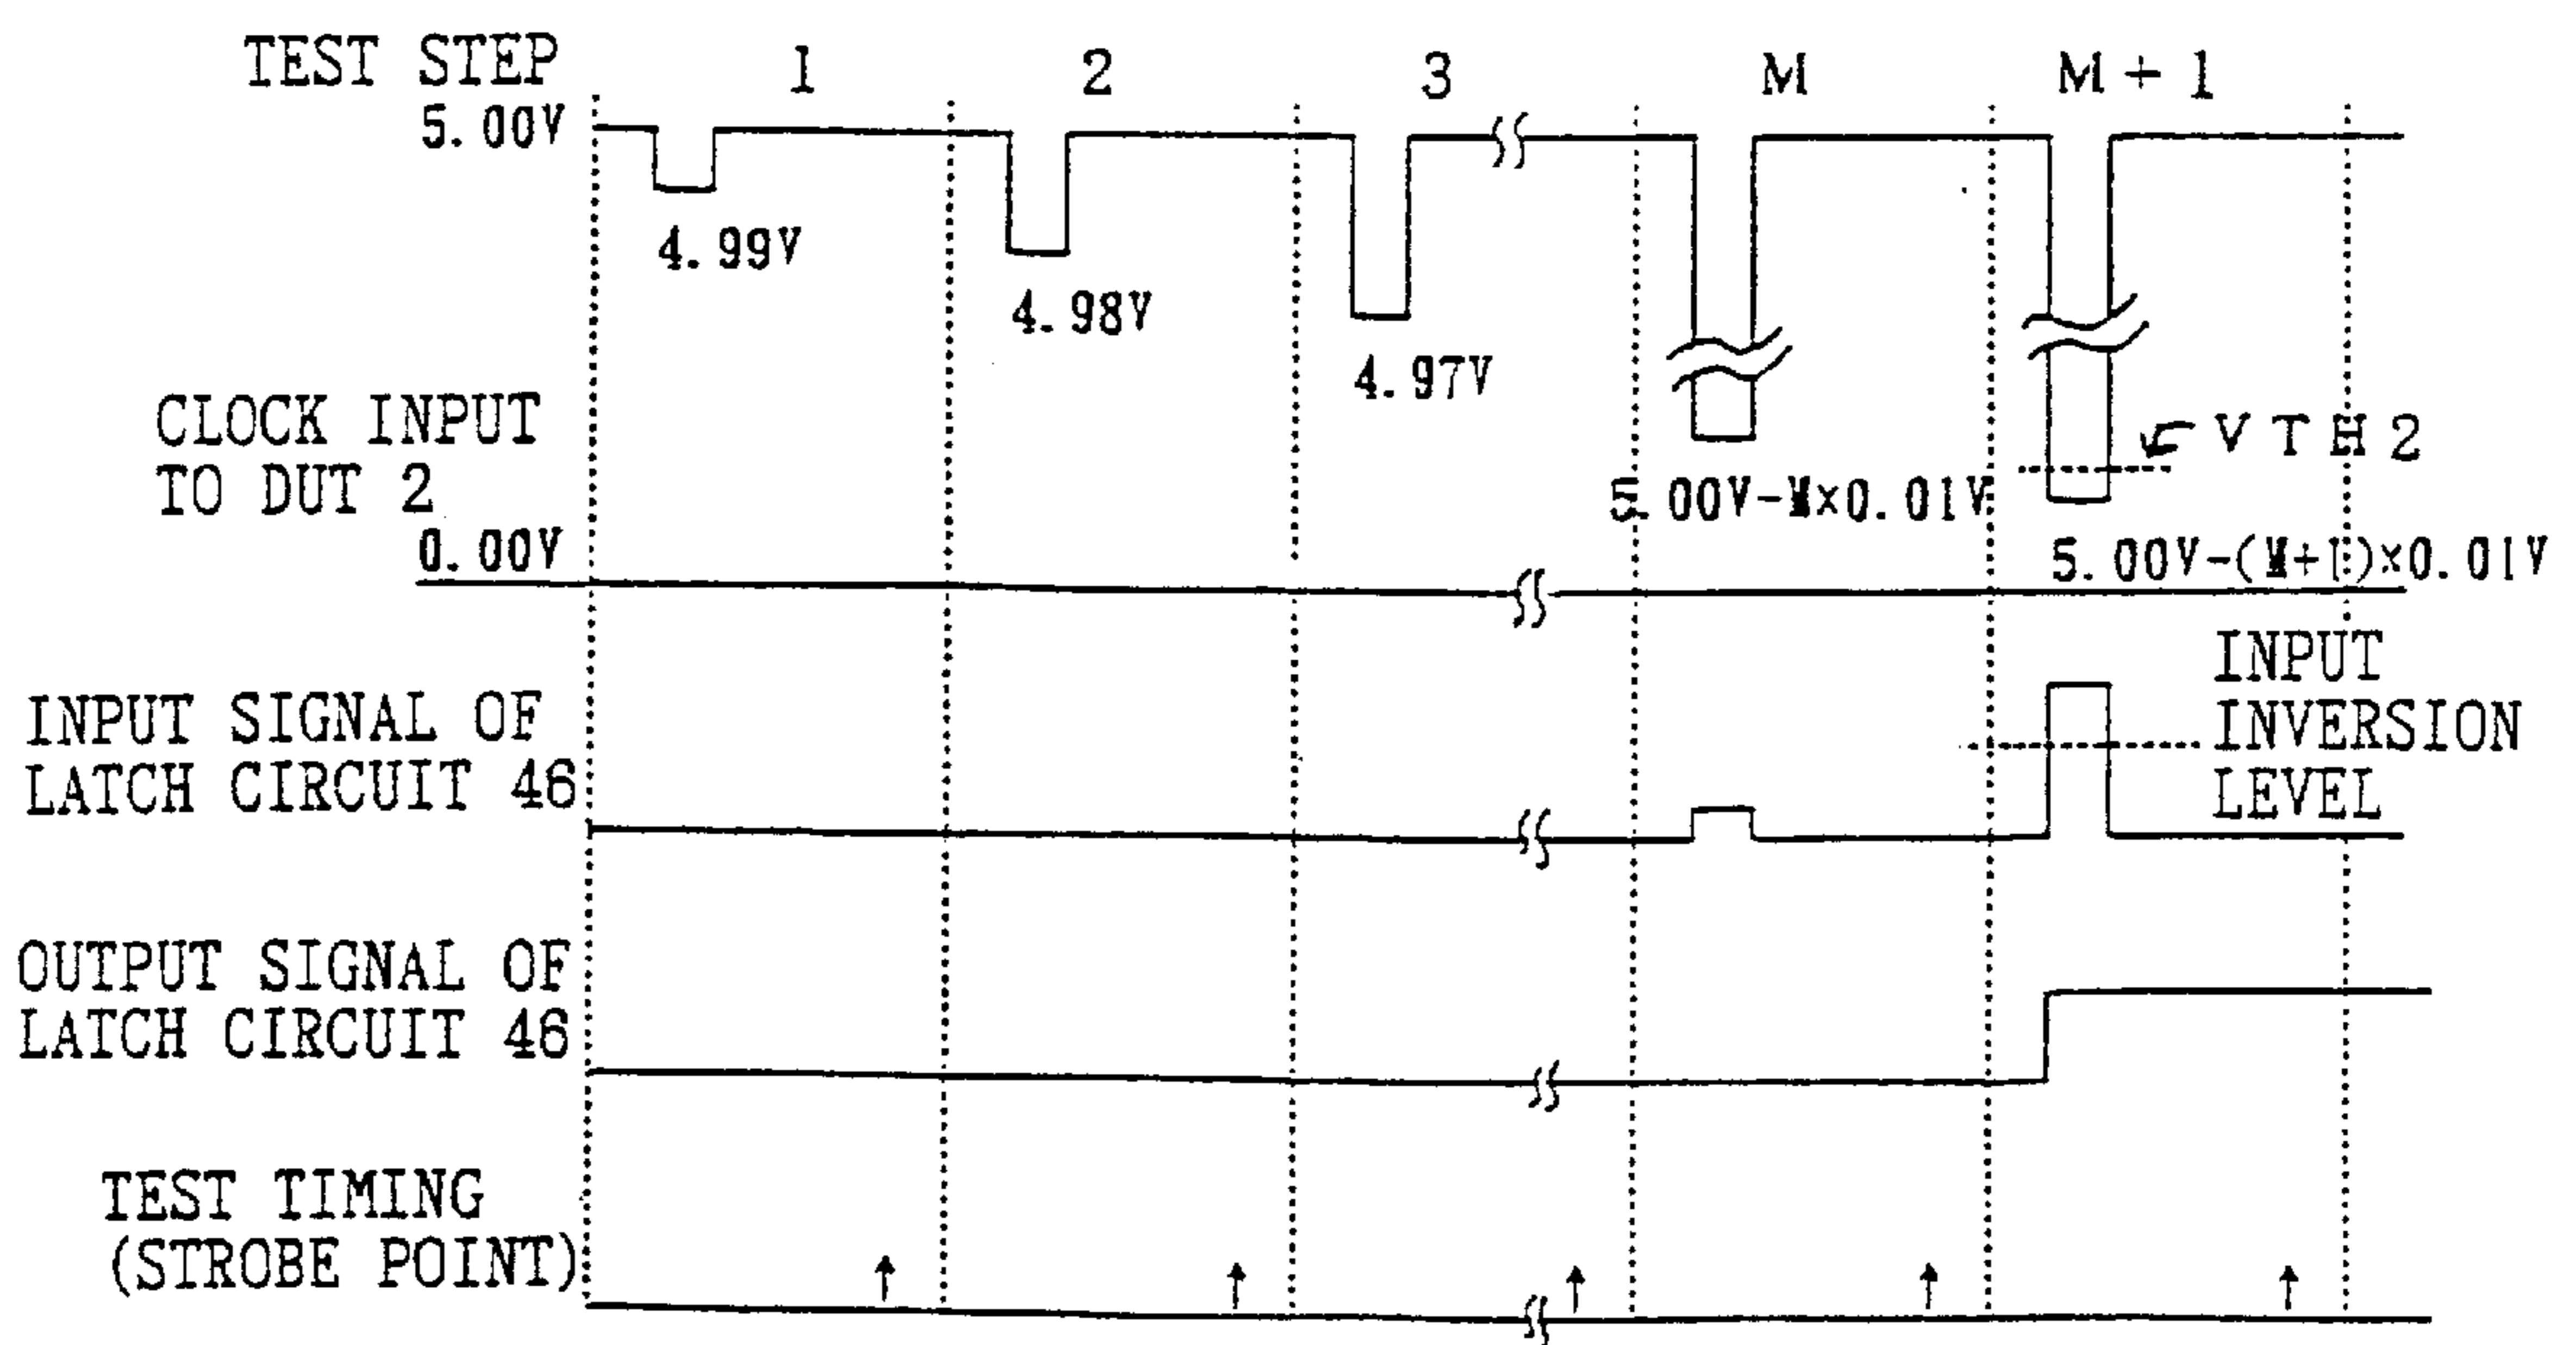 TEST STEP 1 2 3 M M + 1
5.00V
4.99V
4.98V
4.97V
CLOCK INPUT
TO DUT 2
VTH2
5.00V-M×0.01V
0.00V
5.00V-(M+1)×0.01V
INPUT SIGNAL OF
LATCH CIRCUIT 46
INPUT
INVERSION
LEVEL
OUTPUT SIGNAL OF
LATCH CIRCUIT 46
TEST TIMING
(STROBE POINT)